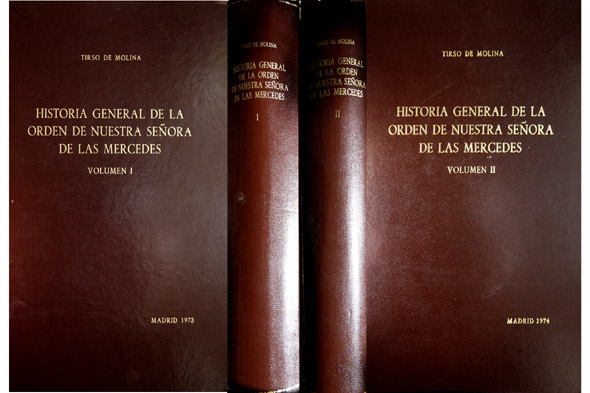 TIRSO DE MOLINA
HISTORIA GENERAL DE LA
ORDEN DE NUESTRA SEÑORA
DE LAS MERCEDES
VOLUMEN I
MADRID 1973
TIRSO DE MOLINA
HISTORIA GENERAL
DE LA ORDEN
DE NUESTRA SEÑORA
DE LAS MERCEDES
I
TIRSO DE MOLINA
HISTORIA GENERAL
DE LA ORDEN
DE NUESTRA SEÑORA
DE LAS MERCEDES
II
TIRSO DE MOLINA
HISTORIA GENERAL DE LA
ORDEN DE NUESTRA SEÑORA
DE LAS MERCEDES
VOLUMEN II
MADRID 2974